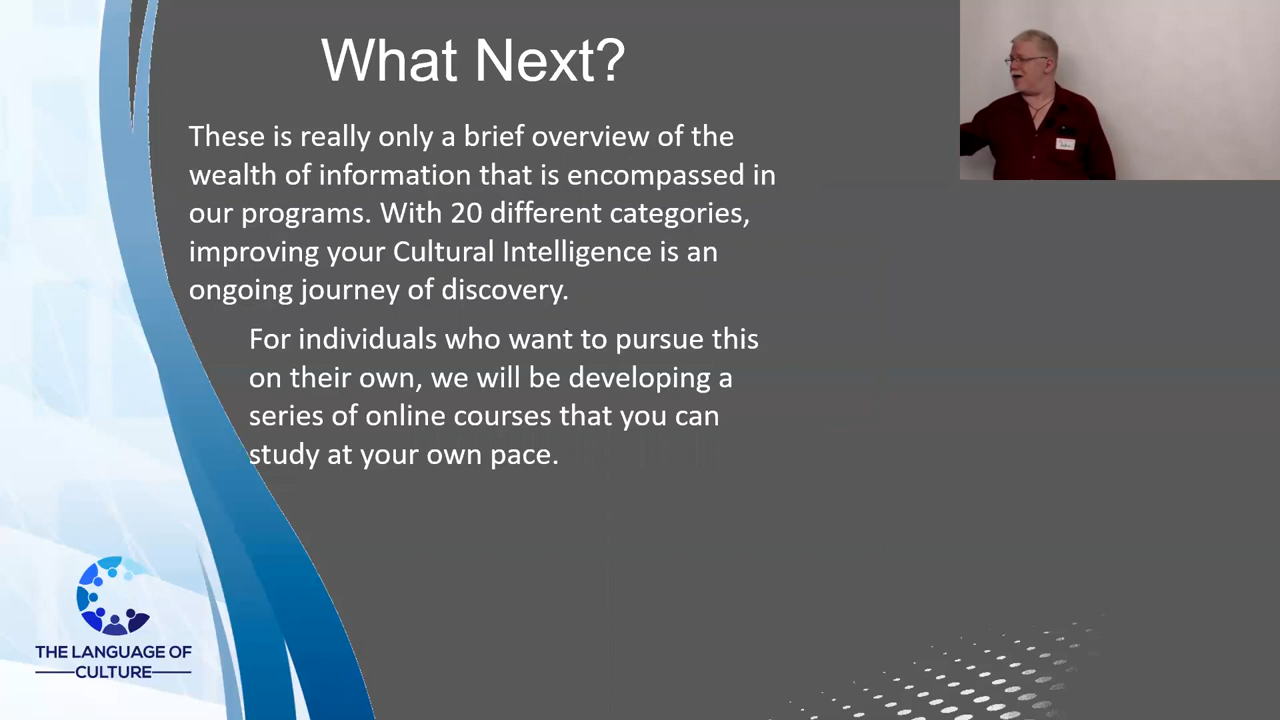 What Next?
These is really only a brief overview of the
wealth of information that is encompassed in
our programs. With 20 different categories,
improving your Cultural Intelligence is an
ongoing journey of discovery.
For individuals who want to pursue this
on their own, we will be developing a
series of online courses that you can
study at your own pace.
THE LANGUAGE OF
CULTURE